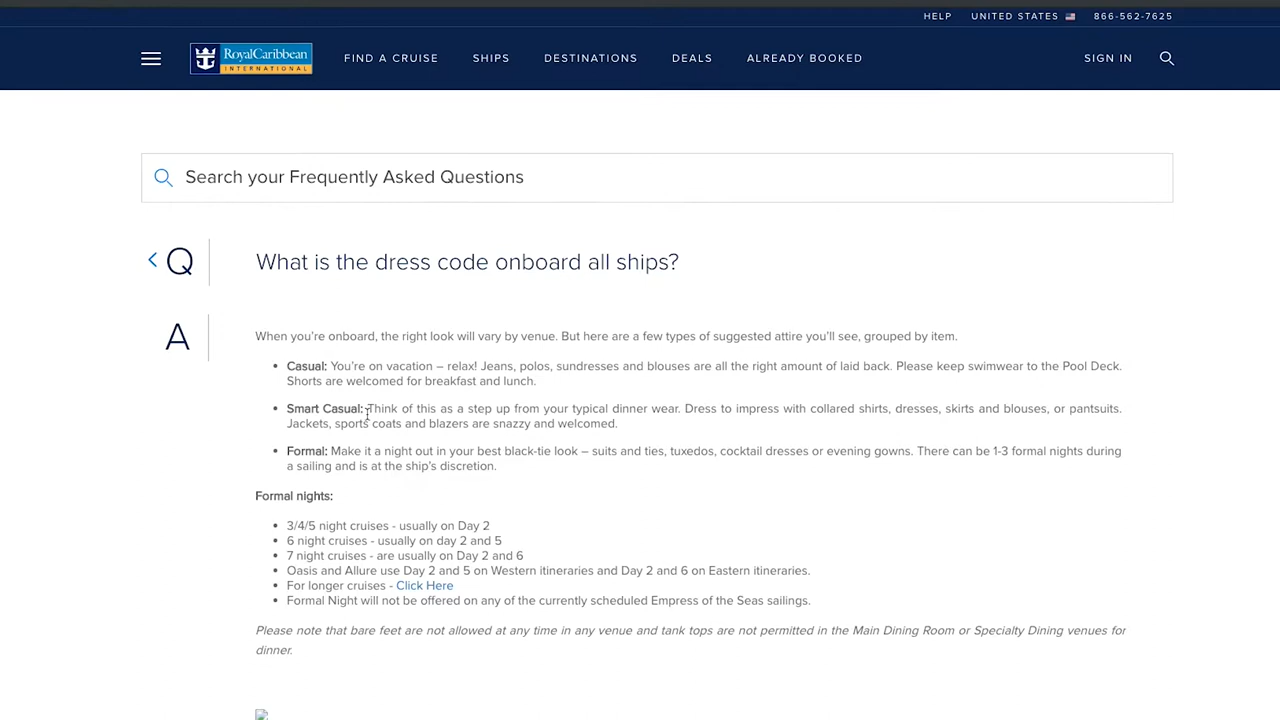 HELP UNITED STATES 866-562-7625
RoyalCaribbean INTERNATIONAL FIND A CRUISE SHIPS DESTINATIONS DEALS ALREADY BOOKED SIGN IN
Search your Frequently Asked Questions
Q What is the dress code onboard all ships?
A
When you’re onboard, the right look will vary by venue. But here are a few types of suggested attire you’ll see, grouped by item.
• Casual: You’re on vacation – relax! Jeans, polos, sundresses and blouses are all the right amount of laid back. Please keep swimwear to the Pool Deck.
Shorts are welcomed for breakfast and lunch.
• Smart Casual: Think of this as a step up from your typical dinner wear. Dress to impress with collared shirts, dresses, skirts and blouses, or pantsuits.
Jackets, sports coats and blazers are snazzy and welcomed.
• Formal: Make it a night out in your best black-tie look – suits and ties, tuxedos, cocktail dresses or evening gowns. There can be 1-3 formal nights during
a sailing and is at the ship’s discretion.
Formal nights:
• 3/4/5 night cruises - usually on Day 2
• 6 night cruises - usually on day 2 and 5
• 7 night cruises - are usually on Day 2 and 6
• Oasis and Allure use Day 2 and 5 on Western itineraries and Day 2 and 6 on Eastern itineraries.
• For longer cruises - Click Here
• Formal Night will not be offered on any of the currently scheduled Empress of the Seas sailings.
Please note that bare feet are not allowed at any time in any venue and tank tops are not permitted in the Main Dining Room or Specialty Dining venues for
dinner.